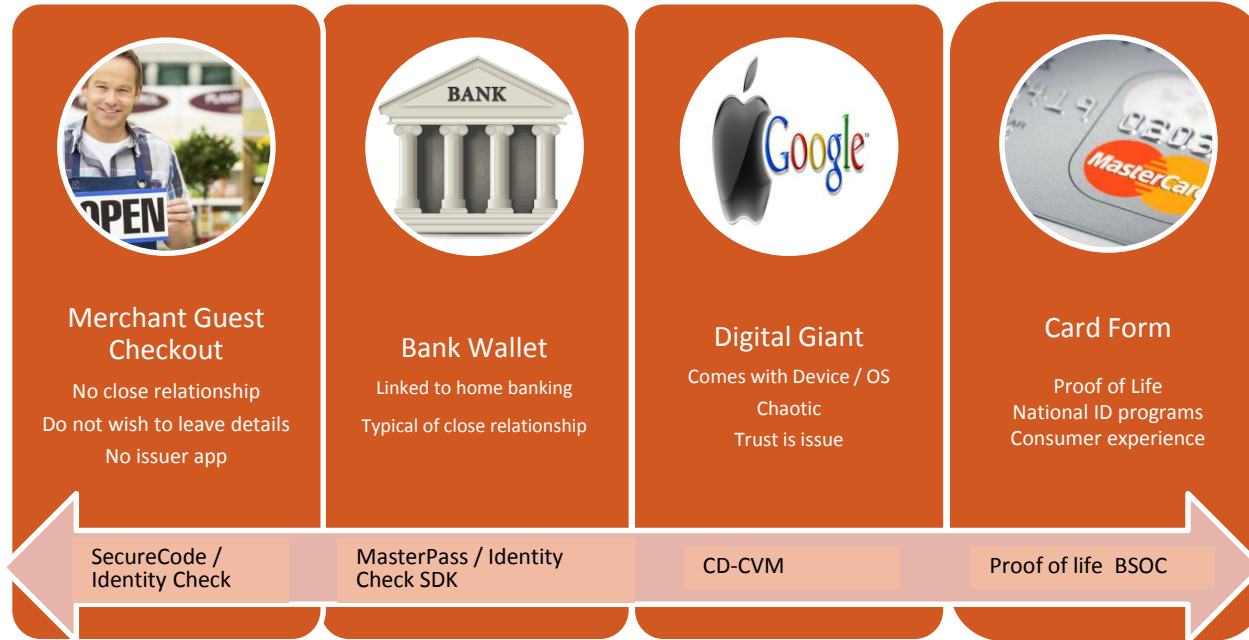 OPEN
BANK
Google
MasterCard
Merchant Guest
Checkout
No close relationship
Do not wish to leave details
No issuer app
Bank Wallet
Linked to home banking
Typical of close relationship
Digital Giant
Comes with Device / OS
Chaotic
Trust is issue
Card Form
Proof of Life
National ID programs
Consumer experience
SecureCode /
Identity Check
MasterPass / Identity
Check SDK
CD-CVM
Proof of life BSOC